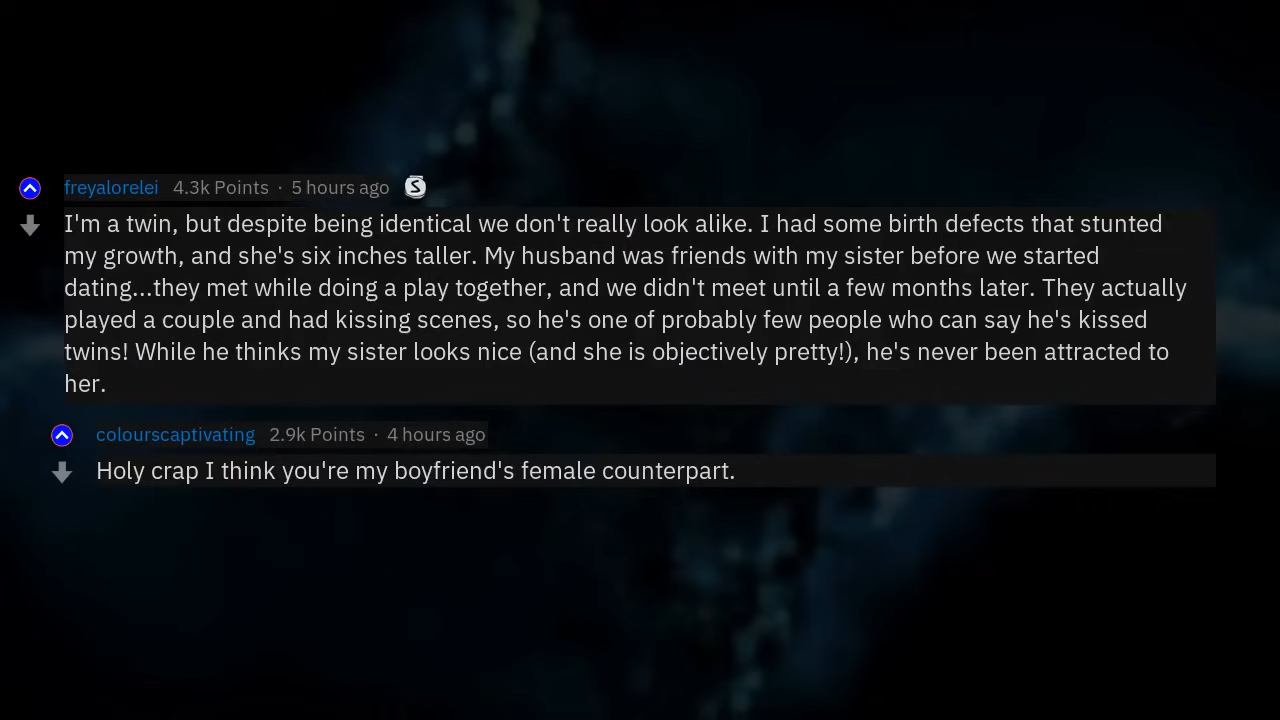 freyalorelei 4.3k Points · 5 hours ago S
I'm a twin, but despite being identical we don't really look alike. I had some birth defects that stunted
my growth, and she's six inches taller. My husband was friends with my sister before we started
dating...they met while doing a play together, and we didn't meet until a few months later. They actually
played a couple and had kissing scenes, so he's one of probably few people who can say he's kissed
twins! While he thinks my sister looks nice (and she is objectively pretty!), he's never been attracted to
her.
colourscaptivating 2.9k Points · 4 hours ago
Holy crap I think you're my boyfriend's female counterpart.